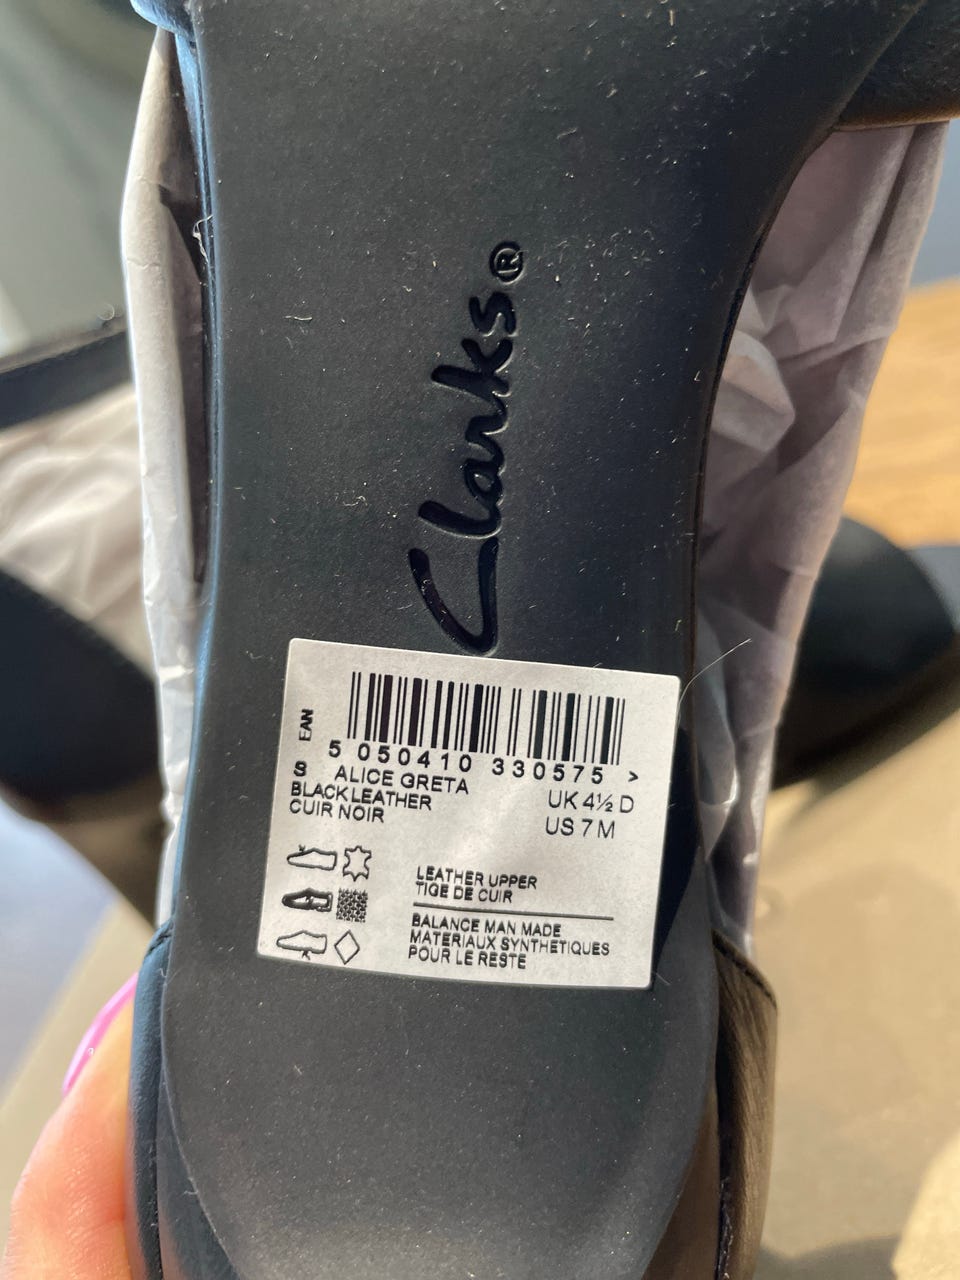 Clarks®
EAN
5 050410 330575 >
S ALICE GRETA
BLACK LEATHER
CUIR NOIR
UK 4½ D
US 7 M
LEATHER UPPER
TIGE DE CUIR
BALANCE MAN MADE
MATERIAUX SYNTHETIQUES
POUR LE RESTE